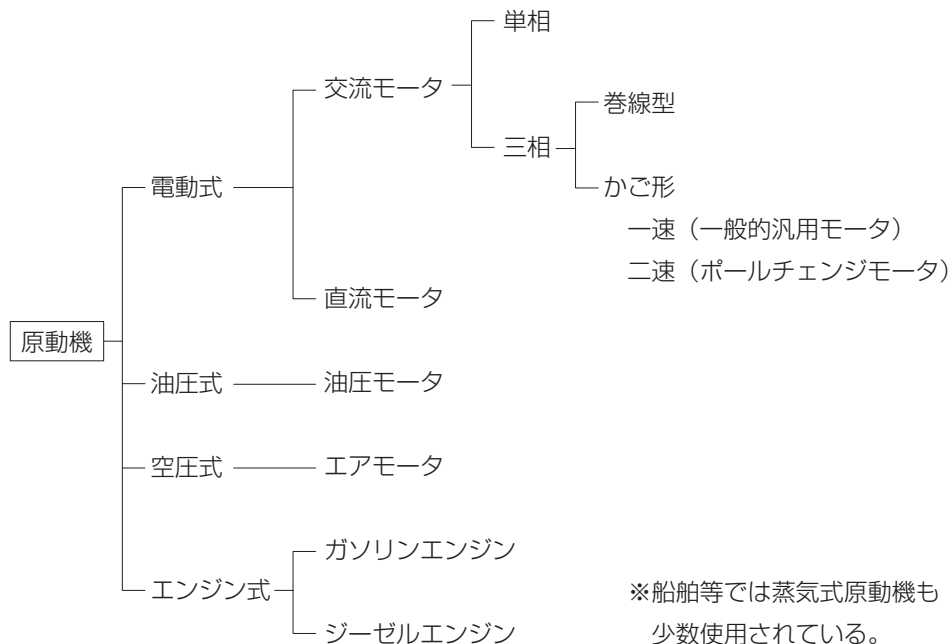 単相
交流モータ
巻線型
三相
電動式
かご形
一速（一般的汎用モータ）
二速（ポールチェンジモータ）
直流モータ
原動機
油圧式
油圧モータ
空圧式
エアモータ
ガソリンエンジン
エンジン式
※船舶等では蒸気式原動機も
ジーゼルエンジン
少数使用されている。